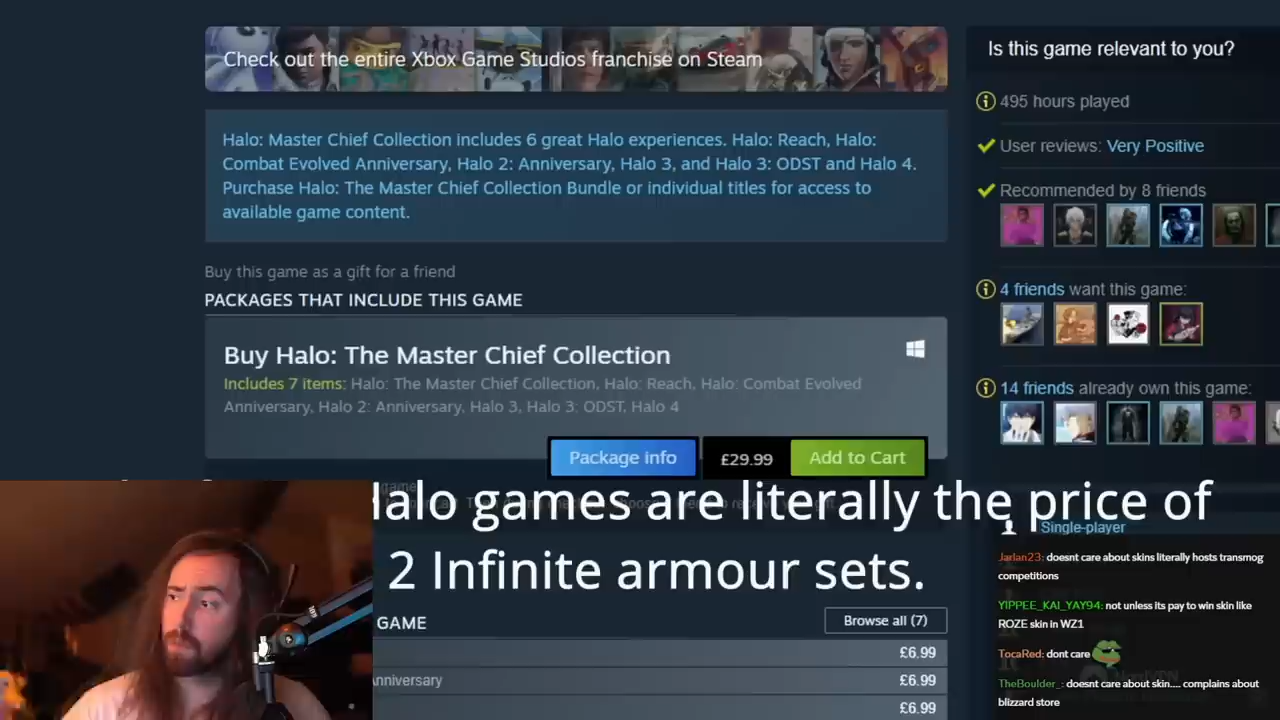 Check out the entire Xbox Game Studios franchise on Steam
Halo: Master Chief Collection includes 6 great Halo experiences. Halo: Reach, Halo:
Combat Evolved Anniversary, Halo 2: Anniversary, Halo 3, and Halo 3: ODST and Halo 4.
Purchase Halo: The Master Chief Collection Bundle or individual titles for access to
available game content.
Buy this game as a gift for a friend
PACKAGES THAT INCLUDE THIS GAME
Buy Halo: The Master Chief Collection
Includes 7 items: Halo: The Master Chief Collection, Halo: Reach, Halo: Combat Evolved
Anniversary, Halo 2: Anniversary, Halo 3, Halo 3: ODST, Halo 4
Package info
£29.99
Add to Cart
Halo games are literally the price of
2 Infinite armour sets.
GAME
Browse all (7)
£6.99
Anniversary
£6.99
£6.99
Is this game relevant to you?
495 hours played
User reviews: Very Positive
Recommended by 8 friends
4 friends want this game:
14 friends already own this game:
Single-player
Jarlan23: doesnt care about skins literally hosts transmog
competitions
YIPPEE_KAI_YAY94: not unless its pay to win skin like
ROZE skin in WZ1
TocaRed: dont care
TheBoulder_: doesnt care about skin.... complains about
blizzard store